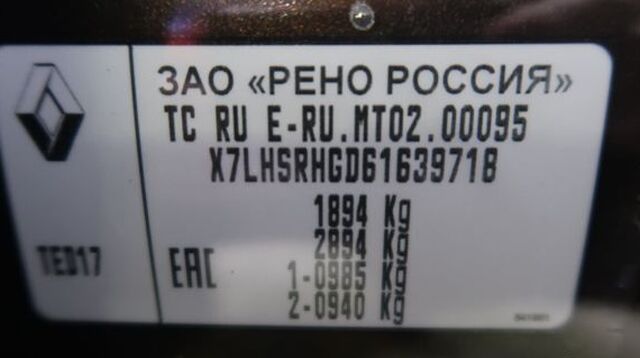 ЗАО «РЕНО РОССИЯ»
TC RU E-RU.MT02.00095
X7LHSRHGD61639718
1894 Kg
2894 Kg
1-0985 Kg
2-0940 Kg
TED17
EAC